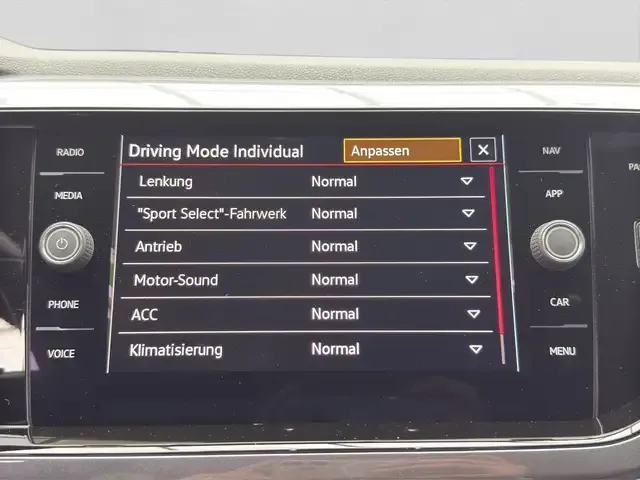 RADIO
MEDIA
PHONE
VOICE
Driving Mode Individual Anpassen
Lenkung Normal
"Sport Select"-Fahrwerk Normal
Antrieb Normal
Motor-Sound Normal
ACC Normal
Klimatisierung Normal
NAV
APP
CAR
MENU